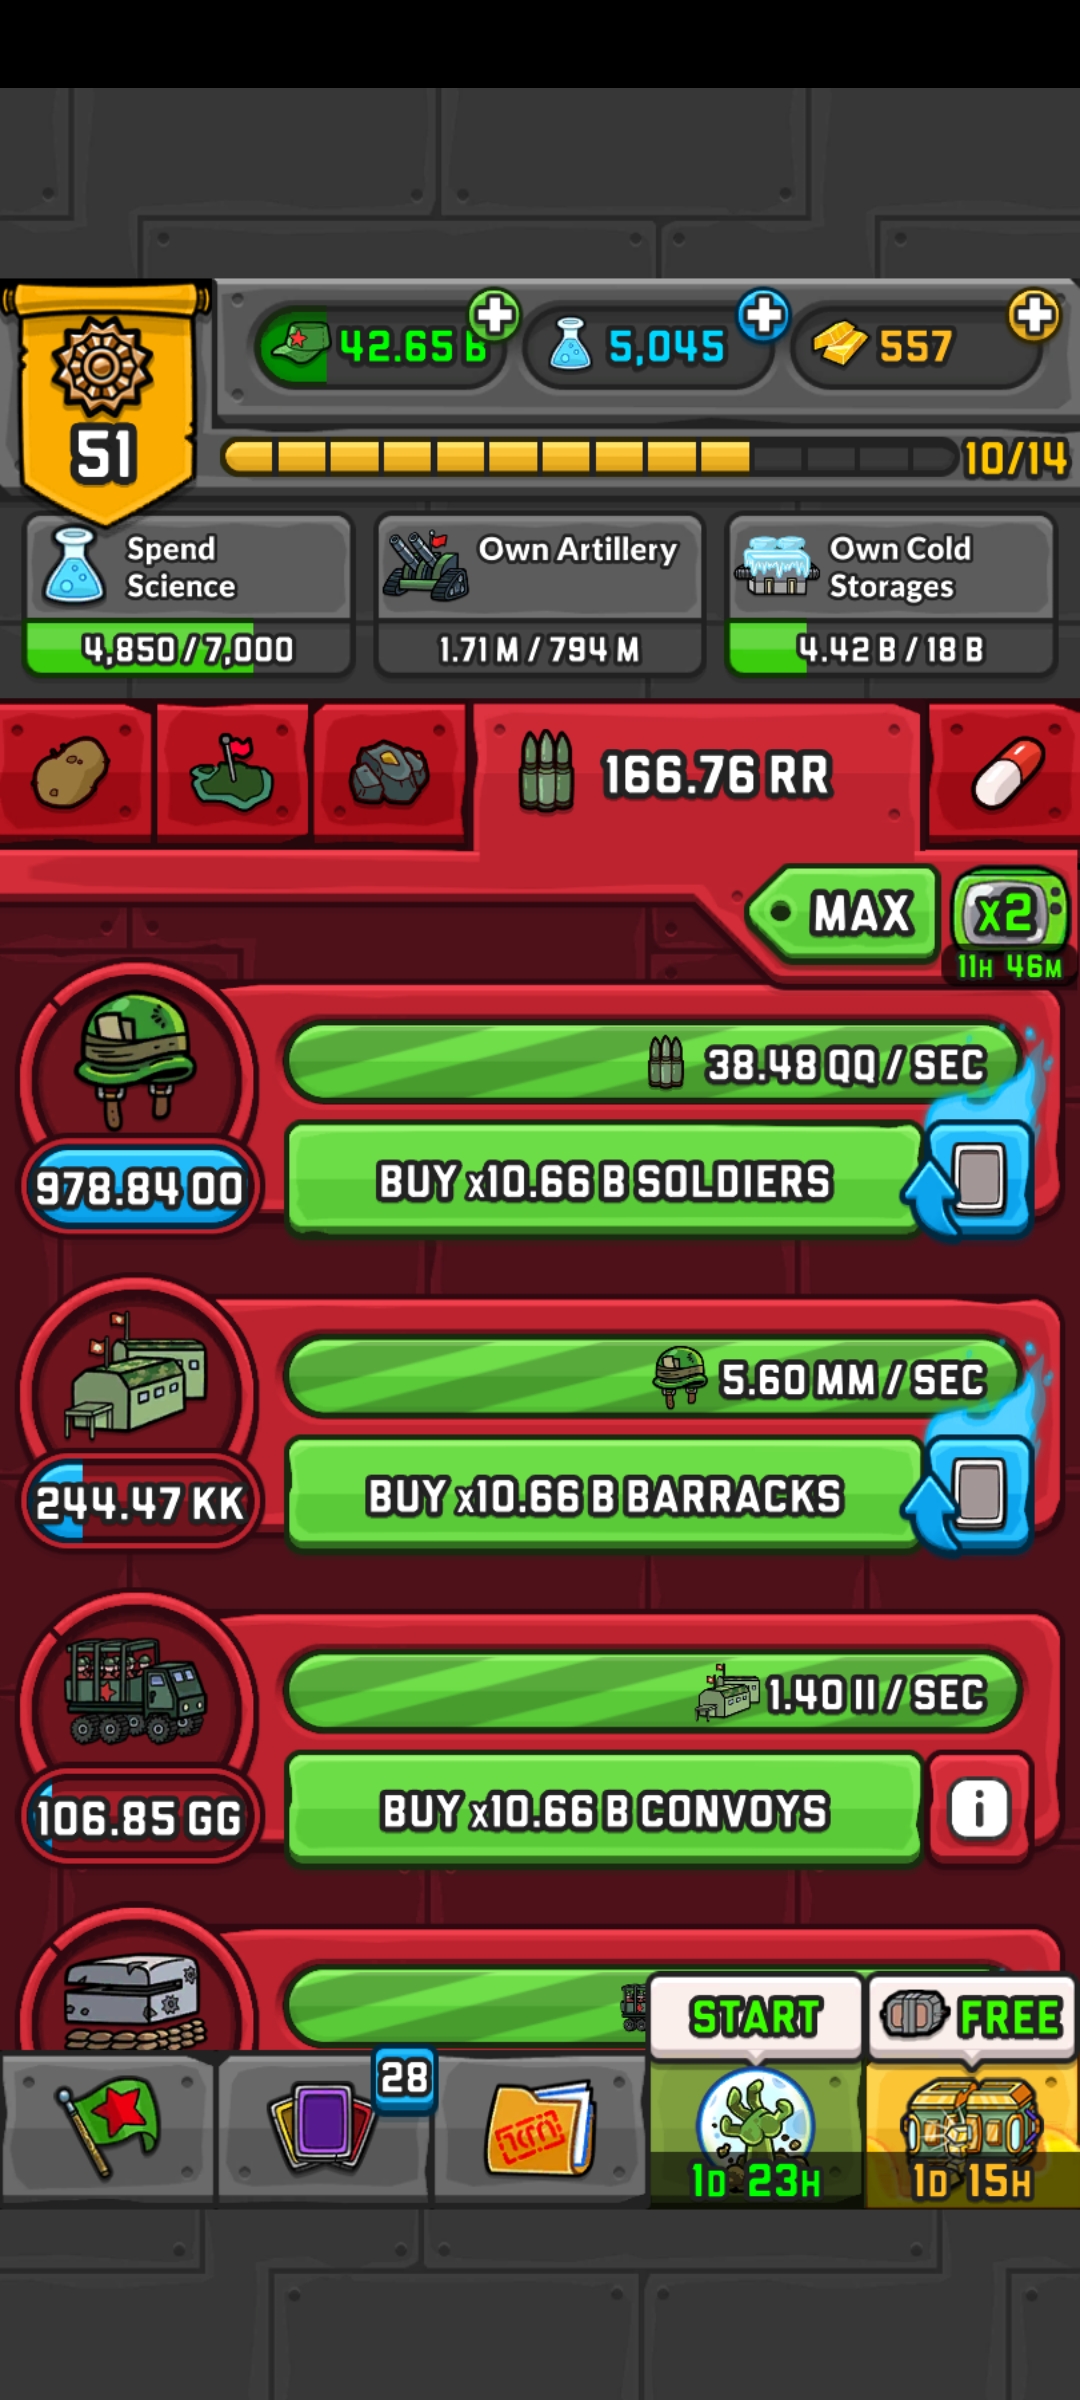 42.65 B
5,045
557
51
10/14
Spend
Science
Own Artillery
Own Cold
Storages
4,850/7,000
1.71 M/794 M
4.42 B/18 B
166.76 RR
MAX
x2
11H 46M
38.48 QQ/SEC
978.84 OO
BUY x10.66 B SOLDIERS
5.60 MM/SEC
244.47 KK
BUY x10.66 B BARRACKS
1.40 II/SEC
106.85 GG
BUY x10.66 B CONVOYS
i
START
FREE
28
1D 23H
1D 15H